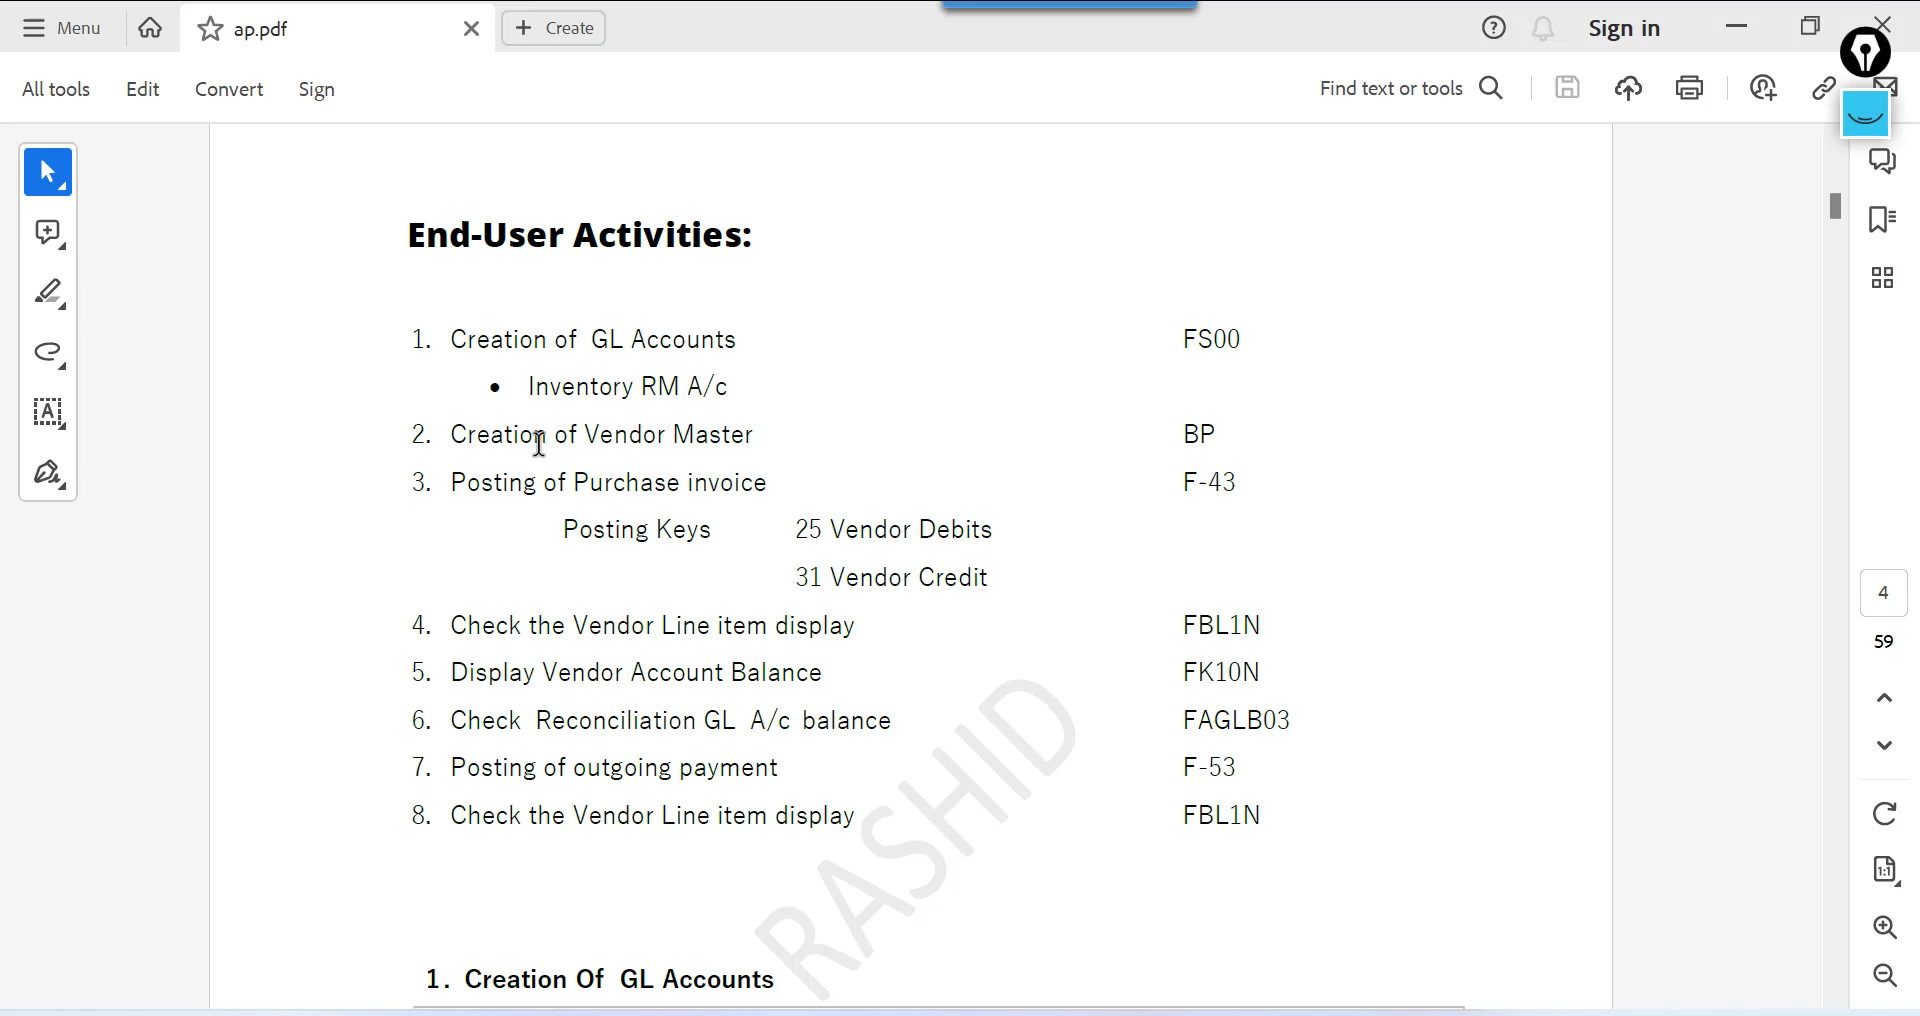 Menu
ap.pdf
Create
Sign in
All tools
Edit
Convert
Sign
Find text or tools
End-User Activities:
1. Creation of GL Accounts FS00
• Inventory RM A/c
2. Creation of Vendor Master BP
3. Posting of Purchase invoice F-43
Posting Keys 25 Vendor Debits
31 Vendor Credit
4. Check the Vendor Line item display FBL1N
5. Display Vendor Account Balance FK10N
6. Check Reconciliation GL A/c balance FAGLB03
7. Posting of outgoing payment F-53
8. Check the Vendor Line item display FBL1N
RASHID
1. Creation Of GL Accounts
4
59
1:1